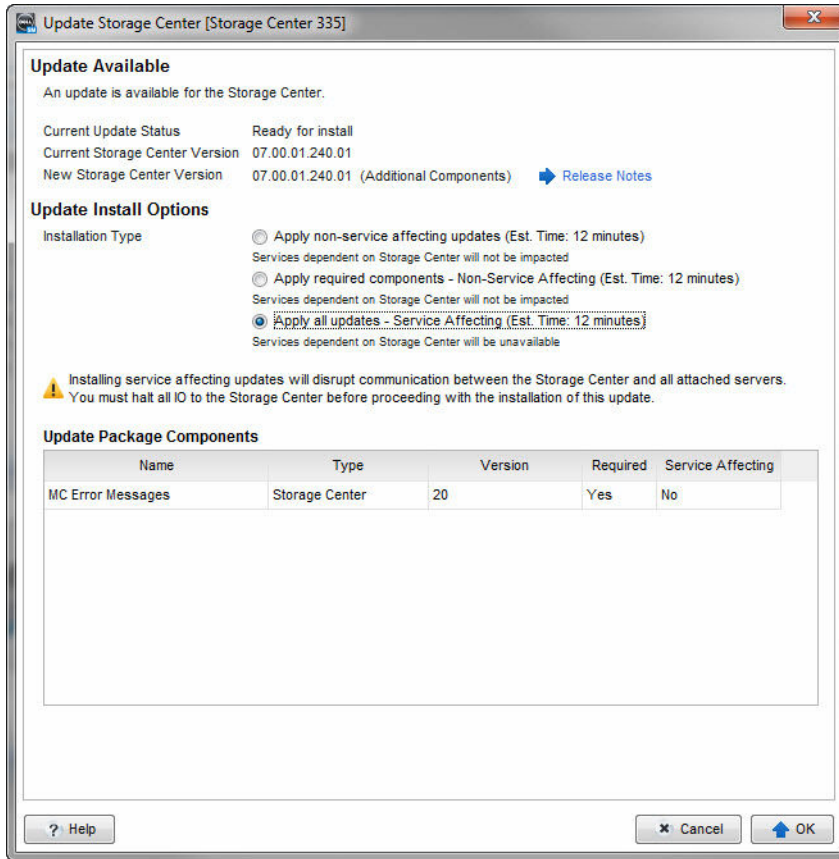 Update Storage Center [Storage Center 335]
Update Available
An update is available for the Storage Center.
Current Update Status Ready for install
Current Storage Center Version 07.00.01.240.01
New Storage Center Version 07.00.01.240.01 (Additional Components) Release Notes
Update Install Options
Installation Type Apply non-service affecting updates (Est. Time: 12 minutes)
Services dependent on Storage Center will not be impacted
Apply required components - Non-Service Affecting (Est. Time: 12 minutes)
Services dependent on Storage Center will not be impacted
Apply all updates - Service Affecting (Est. Time: 12 minutes)
Services dependent on Storage Center will be unavailable
Installing service affecting updates will disrupt communication between the Storage Center and all attached servers.
You must halt all IO to the Storage Center before proceeding with the installation of this update.
Update Package Components
Name Type Version Required Service Affecting
MC Error Messages Storage Center 20 Yes No
? Help Cancel OK